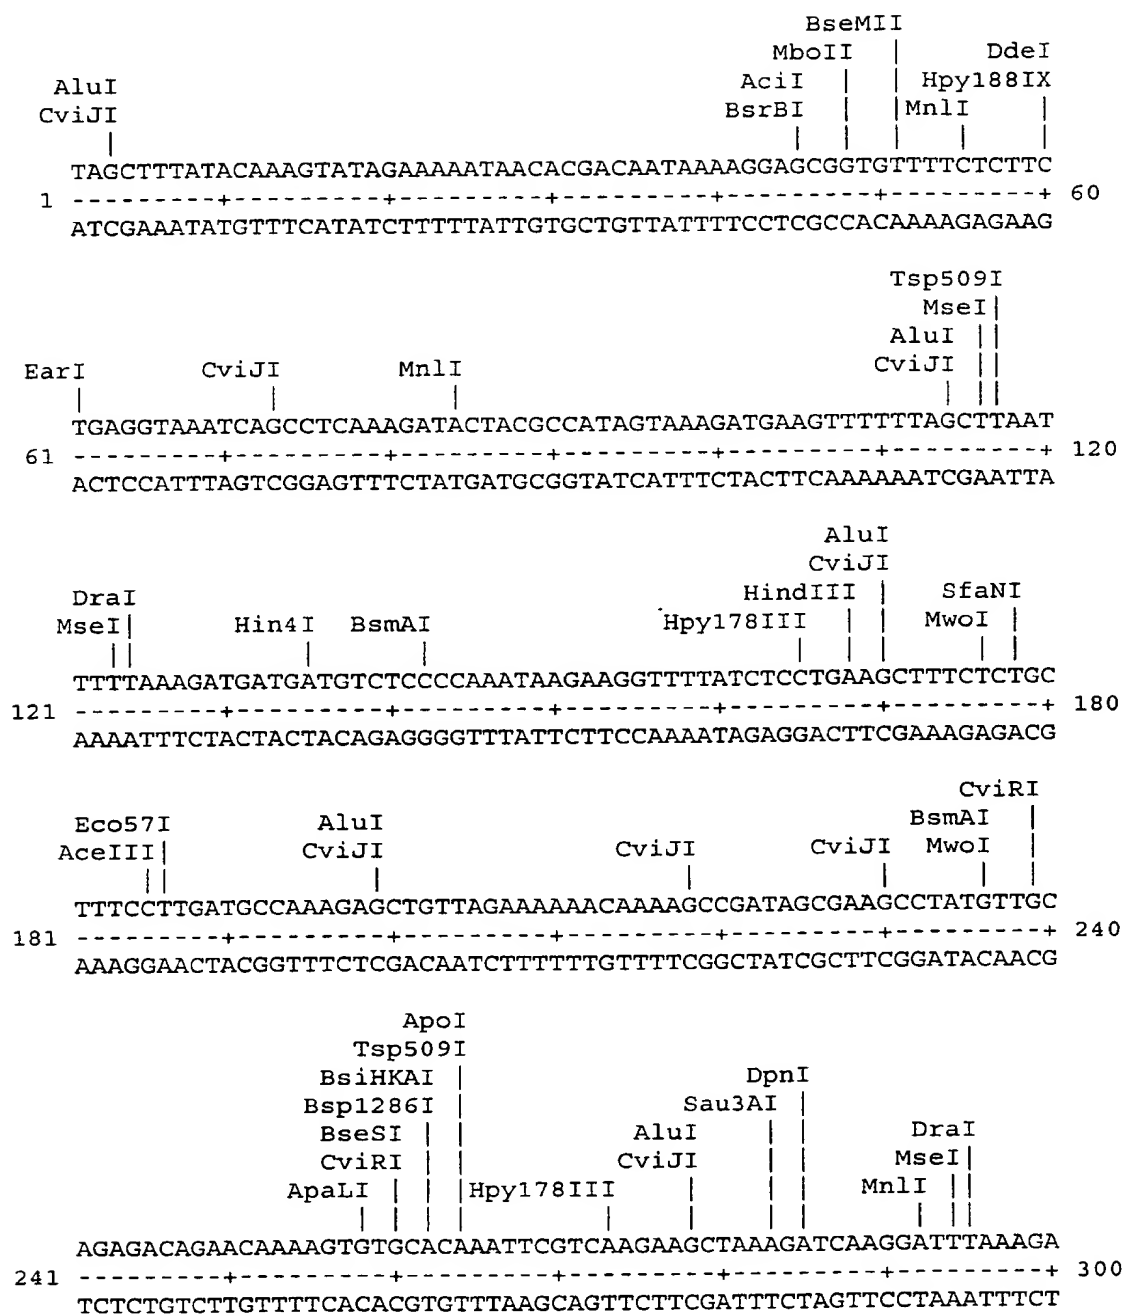 BseMII
MboII DdeI
AluI AciI Hpy188IX
CviJI BsrBI MnlI
TAGCTTTATACAAAGTATAGAAAAATAACACGACAATAAAAGGAGCGGTGTTTTCTCTTC
1 ---------+---------+---------+---------+---------+---------+ 60
ATCGAAATATGTTTCATATCTTTTTATTGTGCTGTTATTTTCCTCGCCACAAAAGAGAAG
Tsp509I
MseI
AluI
EarI CviJI MnlI CviJI
TGAGGTAAATCAGCCTCAAAGATACTACGCCATAGTAAAGATGAAGTTTTTTAGCTTAAT
61 ---------+---------+---------+---------+---------+---------+ 120
ACTCCATTTAGTCGGAGTTTCTATGATGCGGTATCATTTCTACTTCAAAAAATCGAATTA
AluI
CviJI
DraI HindIII SfaNI
MseI Hin4I BsmAI Hpy178III MwoI
TTTTAAAGATGATGATGTCTCCCCAAATAAGAAGGTTTTATCTCCTGAAGCTTTCTCTGC
121 ---------+---------+---------+---------+---------+---------+ 180
AAAATTTCTACTACTACAGAGGGGTTTATTCTTCCAAAATAGAGGACTTCGAAAGAGACG
CviRI
Eco57I AluI BsmAI
AceIII CviJI CviJI CviJI MwoI
TTTCCTTGATGCCAAAGAGCTGTTAGAAAAAACAAAAGCCGATAGCGAAGCCTATGTTGC
181 ---------+---------+---------+---------+---------+---------+ 240
AAAGGAACTACGGTTTCTCGACAATCTTTTTTGTTTTCGGCTATCGCTTCGGATACAACG
ApoI
Tsp509I
BsiHKAI DpnI
Bsp1286I Sau3AI
BseSI AluI DraI
CviRI CviJI MseI
ApaLI Hpy178III MnlI
AGAGACAGAACAAAAGTGTGCACAAATTCGTCAAGAAGCTAAAGATCAAGGATTTAAAGA
241 ---------+---------+---------+---------+---------+---------+ 300
TCTCTGTCTTGTTTTCACACGTGTTTAAGCAGTTCTTCGATTTCTAGTTCCTAAATTTCT